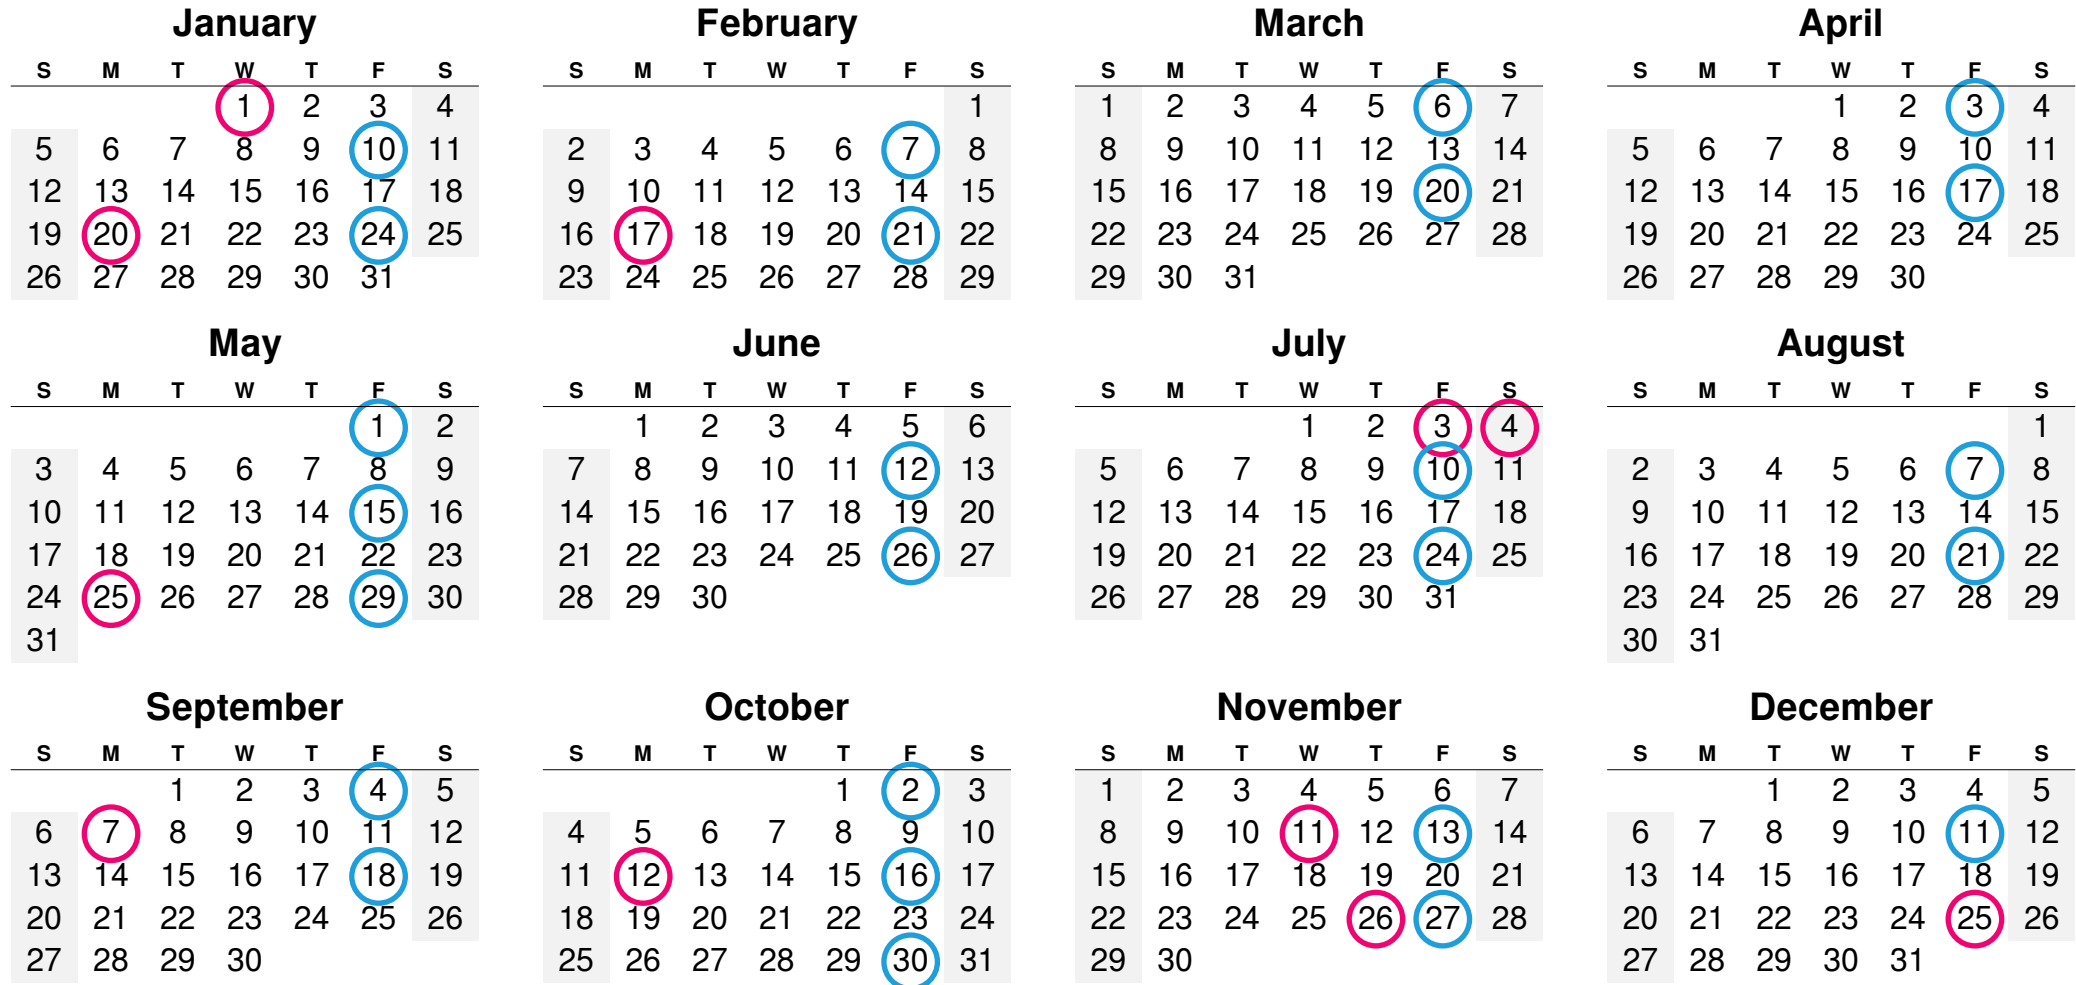 January
S M T W T F S
1 2 3 4
5 6 7 8 9 10 11
12 13 14 15 16 17 18
19 20 21 22 23 24 25
26 27 28 29 30 31
February
S M T W T F S
1
2 3 4 5 6 7 8
9 10 11 12 13 14 15
16 17 18 19 20 21 22
23 24 25 26 27 28 29
March
S M T W T F S
1 2 3 4 5 6 7
8 9 10 11 12 13 14
15 16 17 18 19 20 21
22 23 24 25 26 27 28
29 30 31
April
S M T W T F S
1 2 3 4
5 6 7 8 9 10 11
12 13 14 15 16 17 18
19 20 21 22 23 24 25
26 27 28 29 30
May
S M T W T F S
1 2
3 4 5 6 7 8 9
10 11 12 13 14 15 16
17 18 19 20 21 22 23
24 25 26 27 28 29 30
31
June
S M T W T F S
1 2 3 4 5 6
7 8 9 10 11 12 13
14 15 16 17 18 19 20
21 22 23 24 25 26 27
28 29 30
July
S M T W T F S
1 2 3 4
5 6 7 8 9 10 11
12 13 14 15 16 17 18
19 20 21 22 23 24 25
26 27 28 29 30 31
August
S M T W T F S
1
2 3 4 5 6 7 8
9 10 11 12 13 14 15
16 17 18 19 20 21 22
23 24 25 26 27 28 29
30 31
September
S M T W T F S
1 2 3 4 5
6 7 8 9 10 11 12
13 14 15 16 17 18 19
20 21 22 23 24 25 26
27 28 29 30
October
S M T W T F S
1 2 3
4 5 6 7 8 9 10
11 12 13 14 15 16 17
18 19 20 21 22 23 24
25 26 27 28 29 30 31
November
S M T W T F S
1 2 3 4 5 6 7
8 9 10 11 12 13 14
15 16 17 18 19 20 21
22 23 24 25 26 27 28
29 30
December
S M T W T F S
1 2 3 4 5
6 7 8 9 10 11 12
13 14 15 16 17 18 19
20 21 22 23 24 25 26
27 28 29 30 31